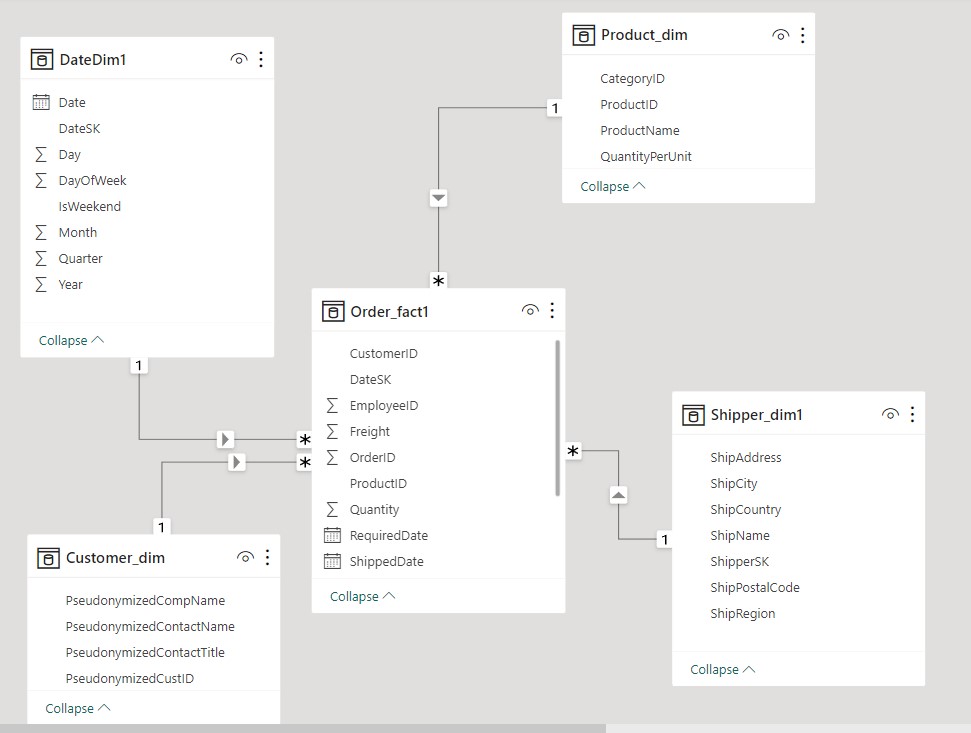 DateDim1
Date
DateSK
Day
DayOfWeek
IsWeekend
Month
Quarter
Year
Collapse
1
Product_dim
CategoryID
ProductID
ProductName
QuantityPerUnit
Collapse
1
*
Order_fact1
CustomerID
DateSK
EmployeeID
Freight
OrderID
ProductID
Quantity
RequiredDate
ShippedDate
Collapse
*
*
*
1
Shipper_dim1
ShipAddress
ShipCity
ShipCountry
ShipName
ShipperSK
ShipPostalCode
ShipRegion
Collapse
1
Customer_dim
PseudonymizedCompName
PseudonymizedContactName
PseudonymizedContactTitle
PseudonymizedCustID
Collapse